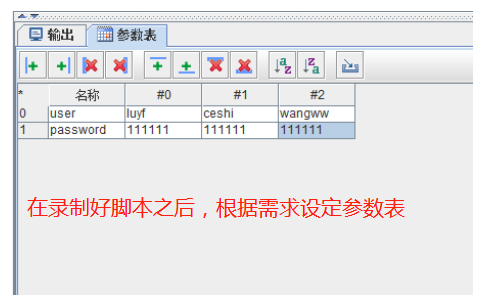 输出 参数表
* 名称 #0 #1 #2
0 user luyf ceshi wangww
1 password 111111 111111 111111
在录制好脚本之后，根据需求设定参数表